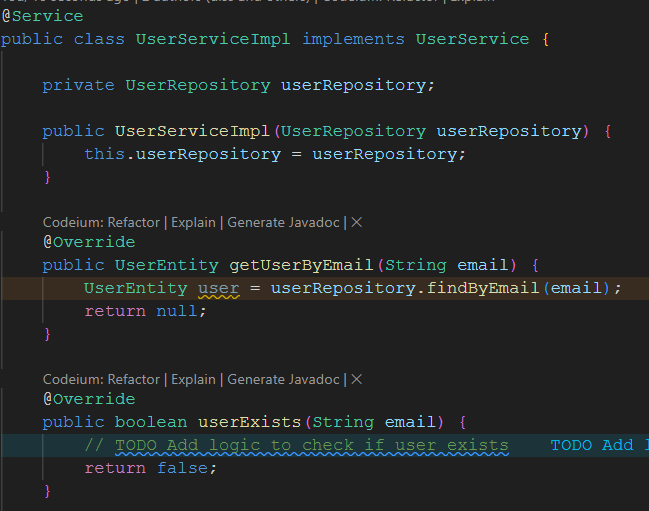 @Service
public class UserServiceImpl implements UserService {
private UserRepository userRepository;
public UserServiceImpl(UserRepository userRepository) {
this.userRepository = userRepository;
}
Codeium: Refactor | Explain | Generate Javadoc | ×
@Override
public UserEntity getUserByEmail(String email) {
UserEntity user = userRepository.findByEmail(email);
return null;
}
Codeium: Refactor | Explain | Generate Javadoc | ×
@Override
public boolean userExists(String email) {
// TODO Add logic to check if user exists TODO Add
return false;
}